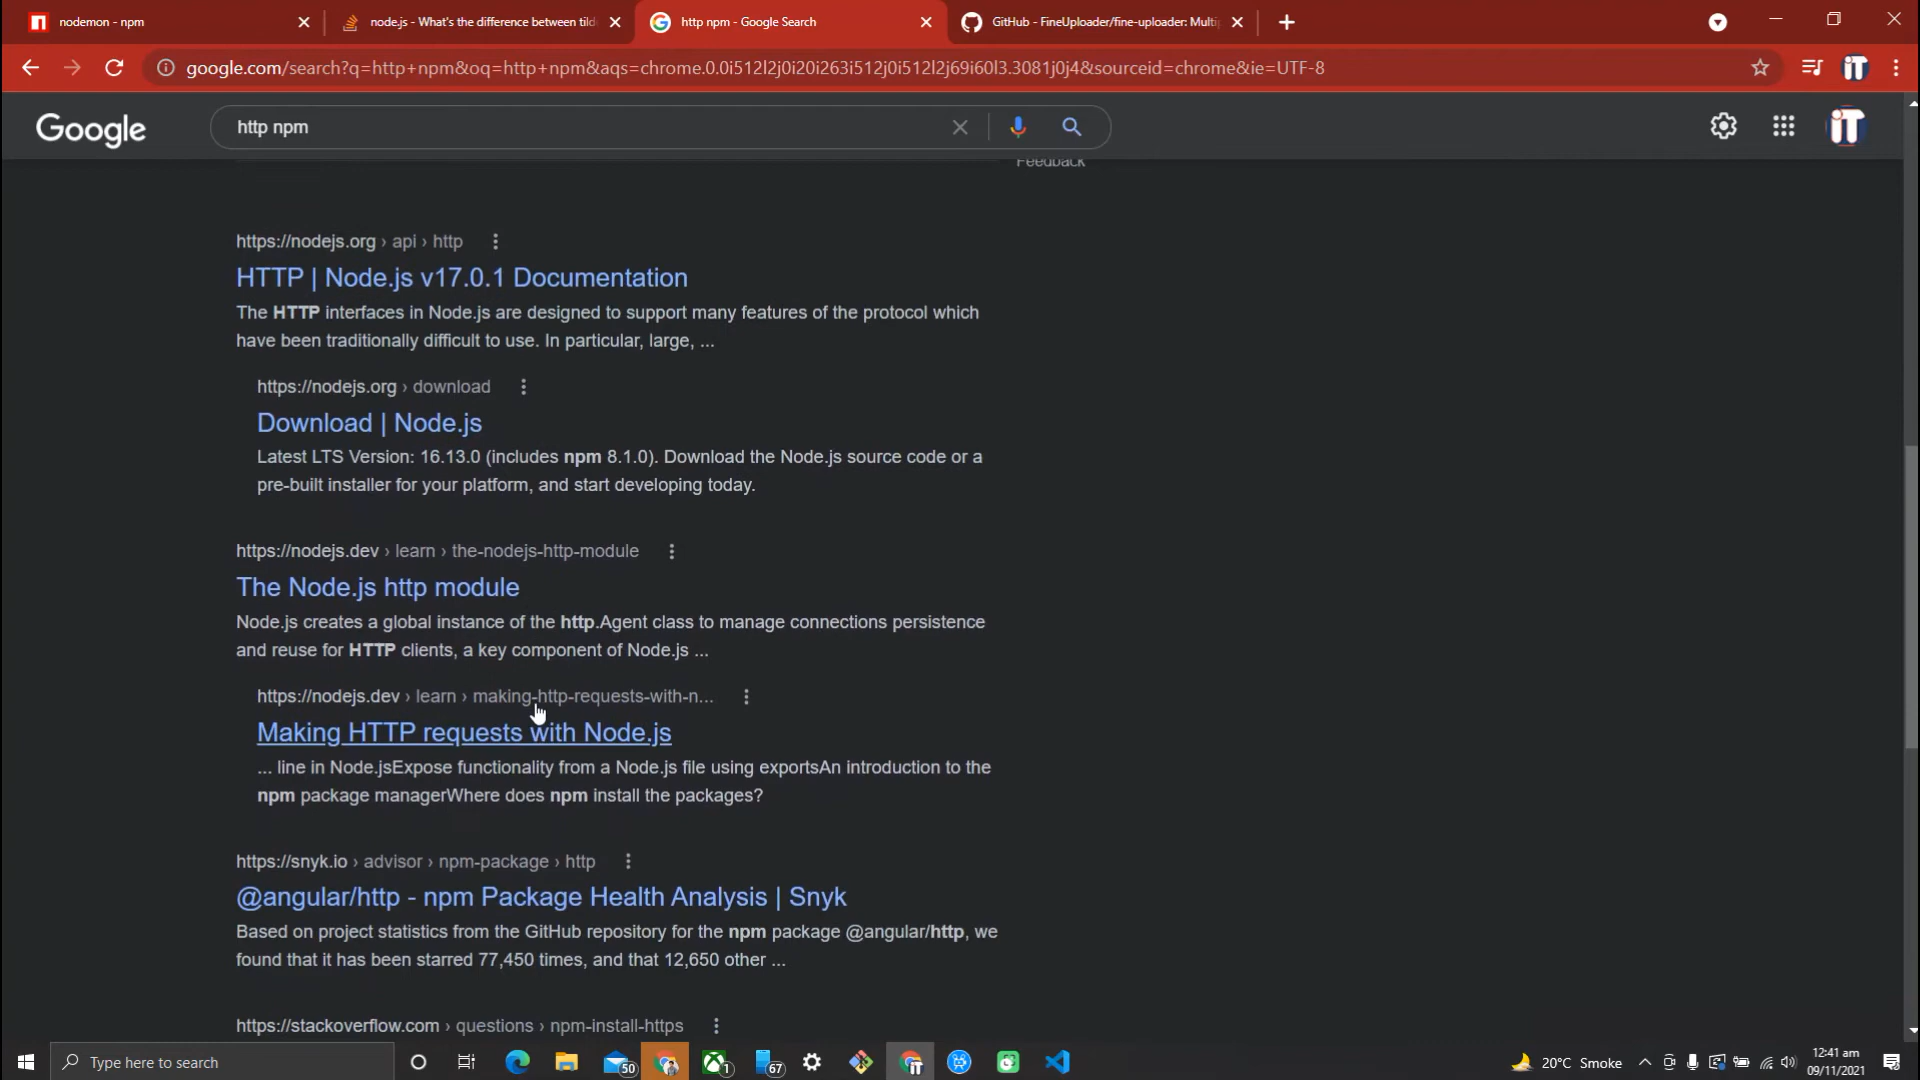 nodemon - npm
node.js - What's the difference between tild
http npm - Google Search
GitHub - FineUploader/fine-uploader: Multip
google.com/search?q=http+npm&oq=http+npm&aqs=chrome.0.0i512l2j0i20i263i512j0i512l2j69i60l3.3081j0j4&sourceid=chrome&ie=UTF-8
iT
Google
http npm
iT
Feedback
https://nodejs.org › api › http
HTTP | Node.js v17.0.1 Documentation
The HTTP interfaces in Node.js are designed to support many features of the protocol which
have been traditionally difficult to use. In particular, large, ...
https://nodejs.org › download
Download | Node.js
Latest LTS Version: 16.13.0 (includes npm 8.1.0). Download the Node.js source code or a
pre-built installer for your platform, and start developing today.
https://nodejs.dev › learn › the-nodejs-http-module
The Node.js http module
Node.js creates a global instance of the http.Agent class to manage connections persistence
and reuse for HTTP clients, a key component of Node.js ...
https://nodejs.dev › learn › making-http-requests-with-n...
Making HTTP requests with Node.js
... line in Node.jsExpose functionality from a Node.js file using exportsAn introduction to the
npm package managerWhere does npm install the packages?
https://snyk.io › advisor › npm-package › http
@angular/http - npm Package Health Analysis | Snyk
Based on project statistics from the GitHub repository for the npm package @angular/http, we
found that it has been starred 77,450 times, and that 12,650 other ...
https://stackoverflow.com › questions › npm-install-https
Type here to search
50
1
67
20°C Smoke
12:41 am
09/11/2021